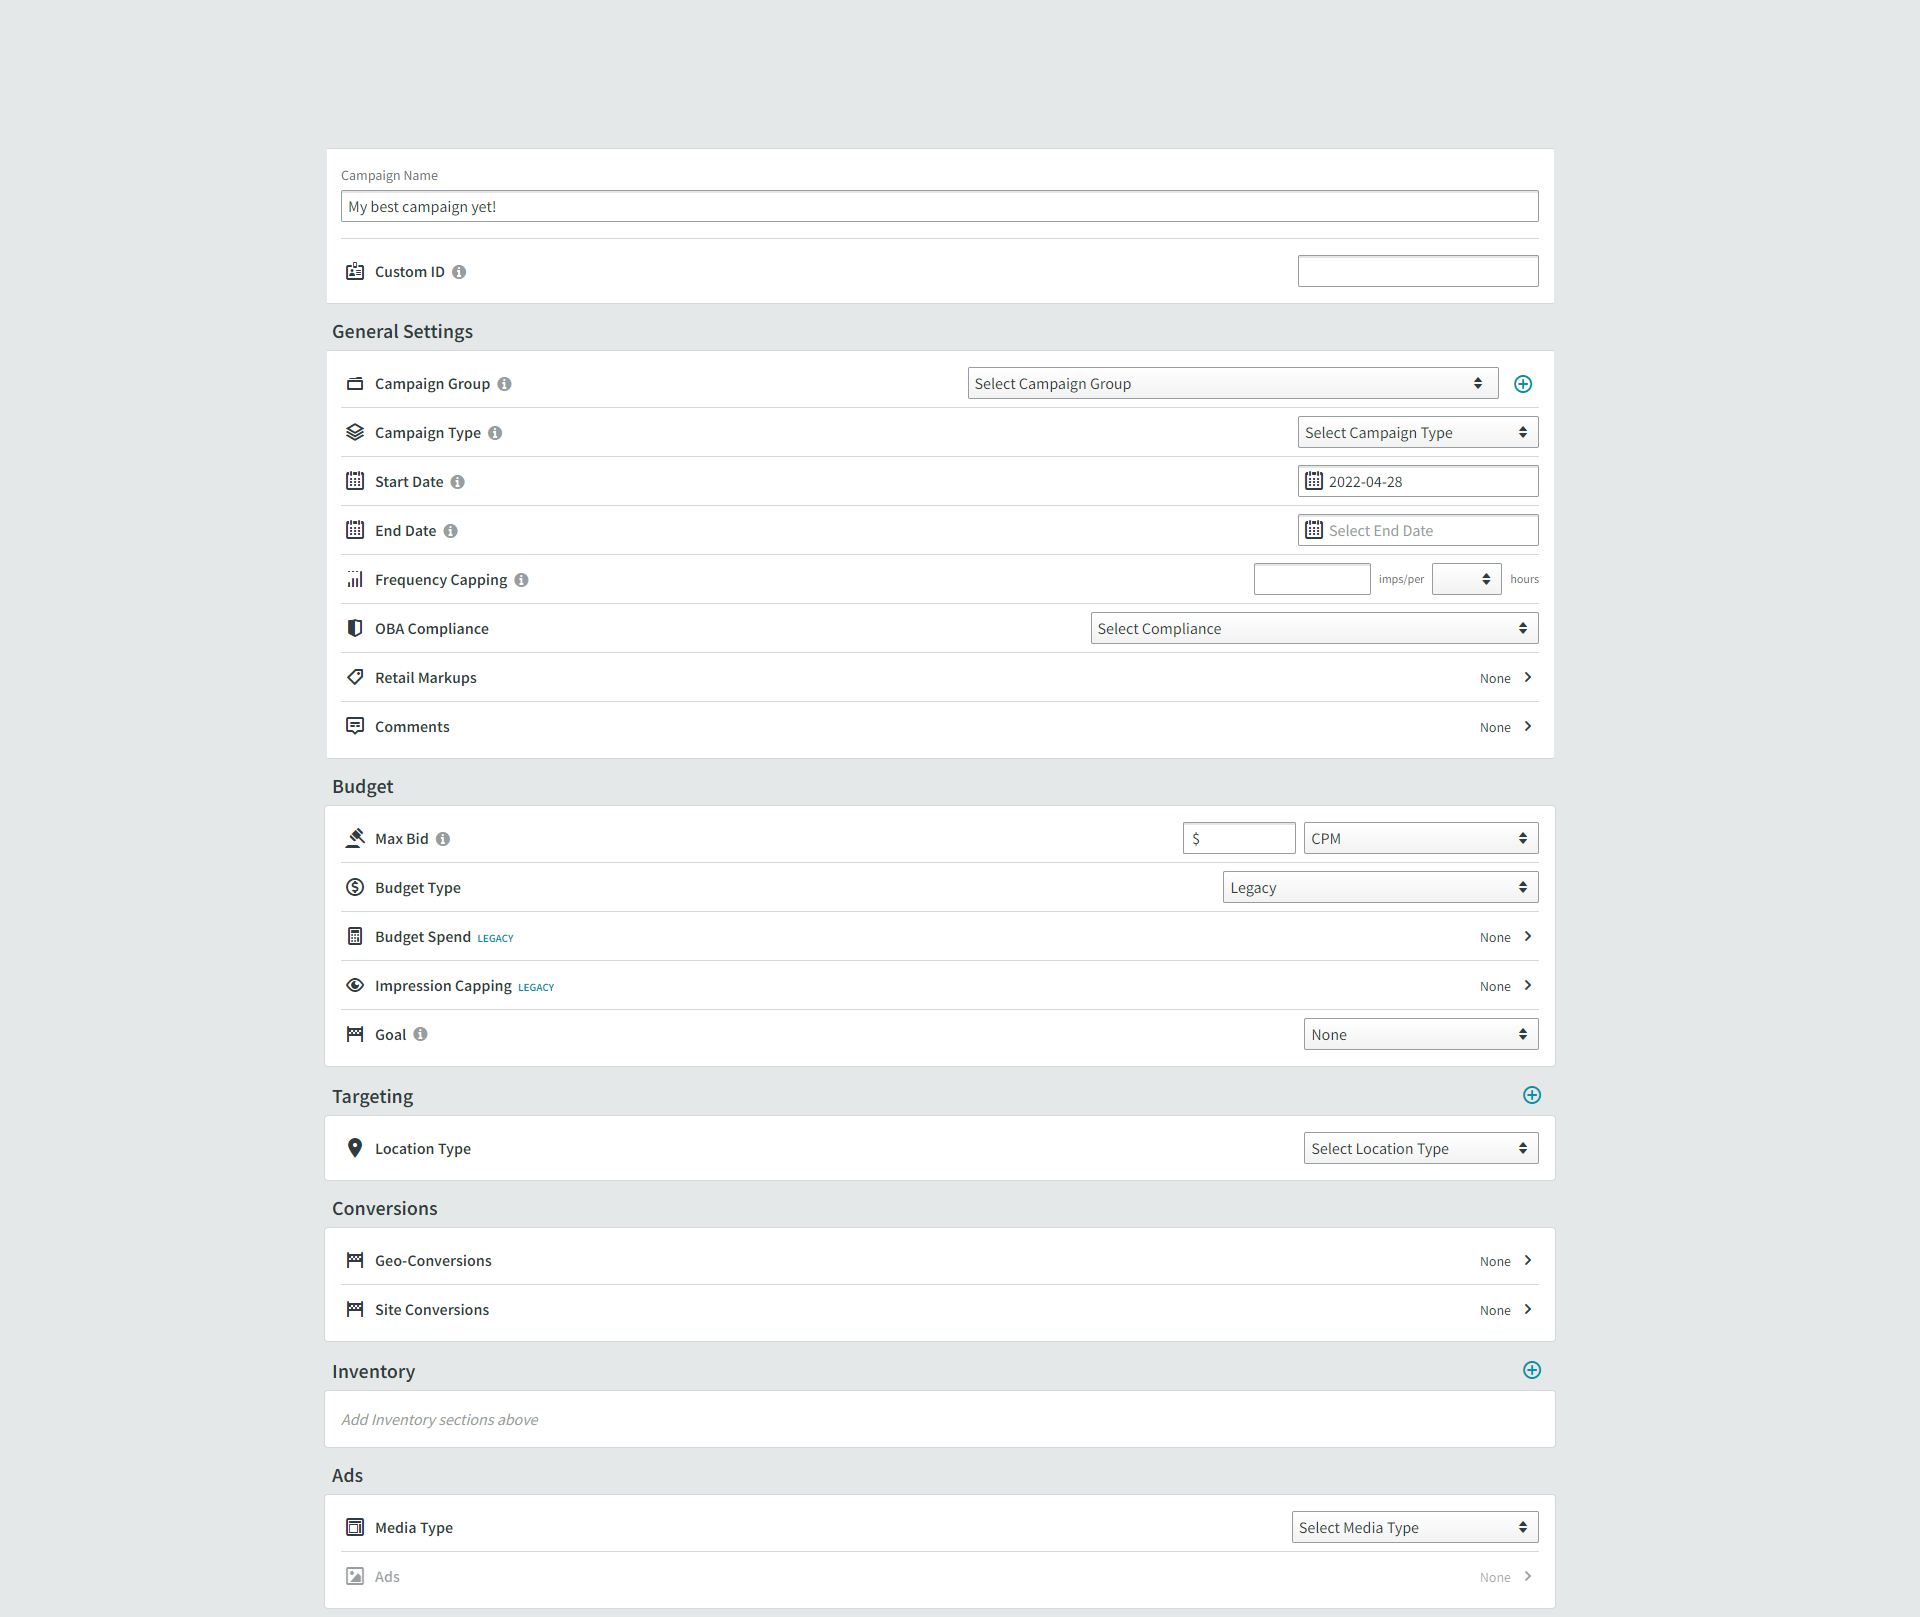 Campaign Name
My best campaign yet!
Custom ID
General Settings
Campaign Group Select Campaign Group
Campaign Type Select Campaign Type
Start Date 2022-04-28
End Date Select End Date
Frequency Capping imps/per hours
OBA Compliance Select Compliance
Retail Markups None
Comments None
Budget
Max Bid $ CPM
Budget Type Legacy
Budget Spend LEGACY None
Impression Capping LEGACY None
Goal None
Targeting
Location Type Select Location Type
Conversions
Geo-Conversions None
Site Conversions None
Inventory
Add Inventory sections above
Ads
Media Type Select Media Type
Ads None